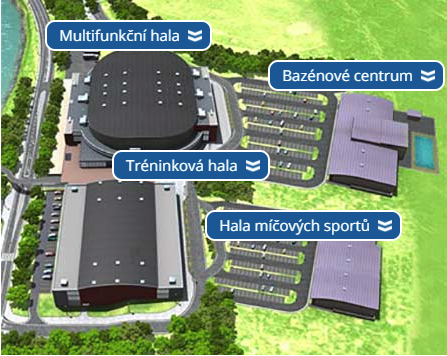 Multifunkční hala
Bazénové centrum
Tréninková hala
Hala míčových sportů